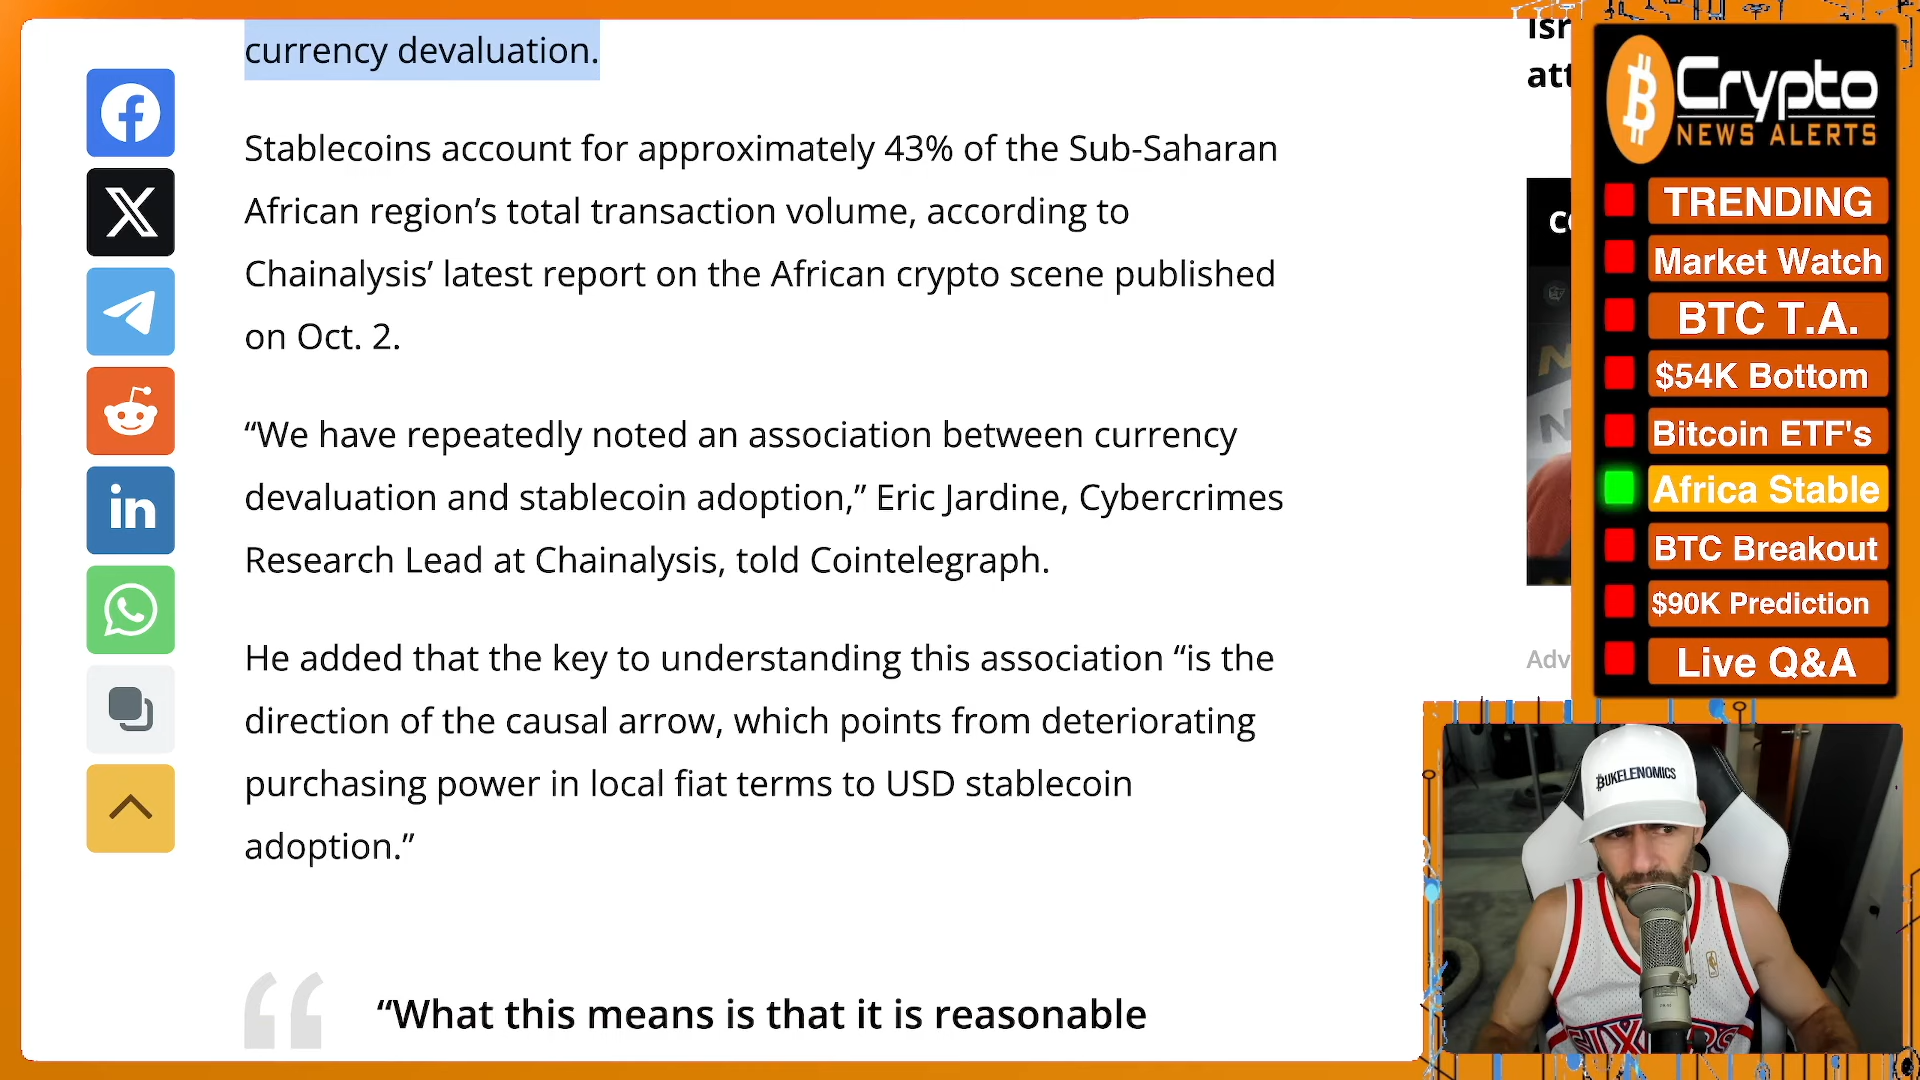 currency devaluation.
Stablecoins account for approximately 43% of the Sub-Saharan
African region’s total transaction volume, according to
Chainalysis’ latest report on the African crypto scene published
on Oct. 2.
“We have repeatedly noted an association between currency
devaluation and stablecoin adoption,” Eric Jardine, Cybercrimes
Research Lead at Chainalysis, told Cointelegraph.
He added that the key to understanding this association “is the
direction of the causal arrow, which points from deteriorating
purchasing power in local fiat terms to USD stablecoin
adoption.”
“What this means is that it is reasonable
Isr
att
Adv
Crypto
NEWS ALERTS
TRENDING
Market Watch
BTC T.A.
$54K Bottom
Bitcoin ETF's
Africa Stable
BTC Breakout
$90K Prediction
Live Q&A
BUKELENOMICS
SIXERS